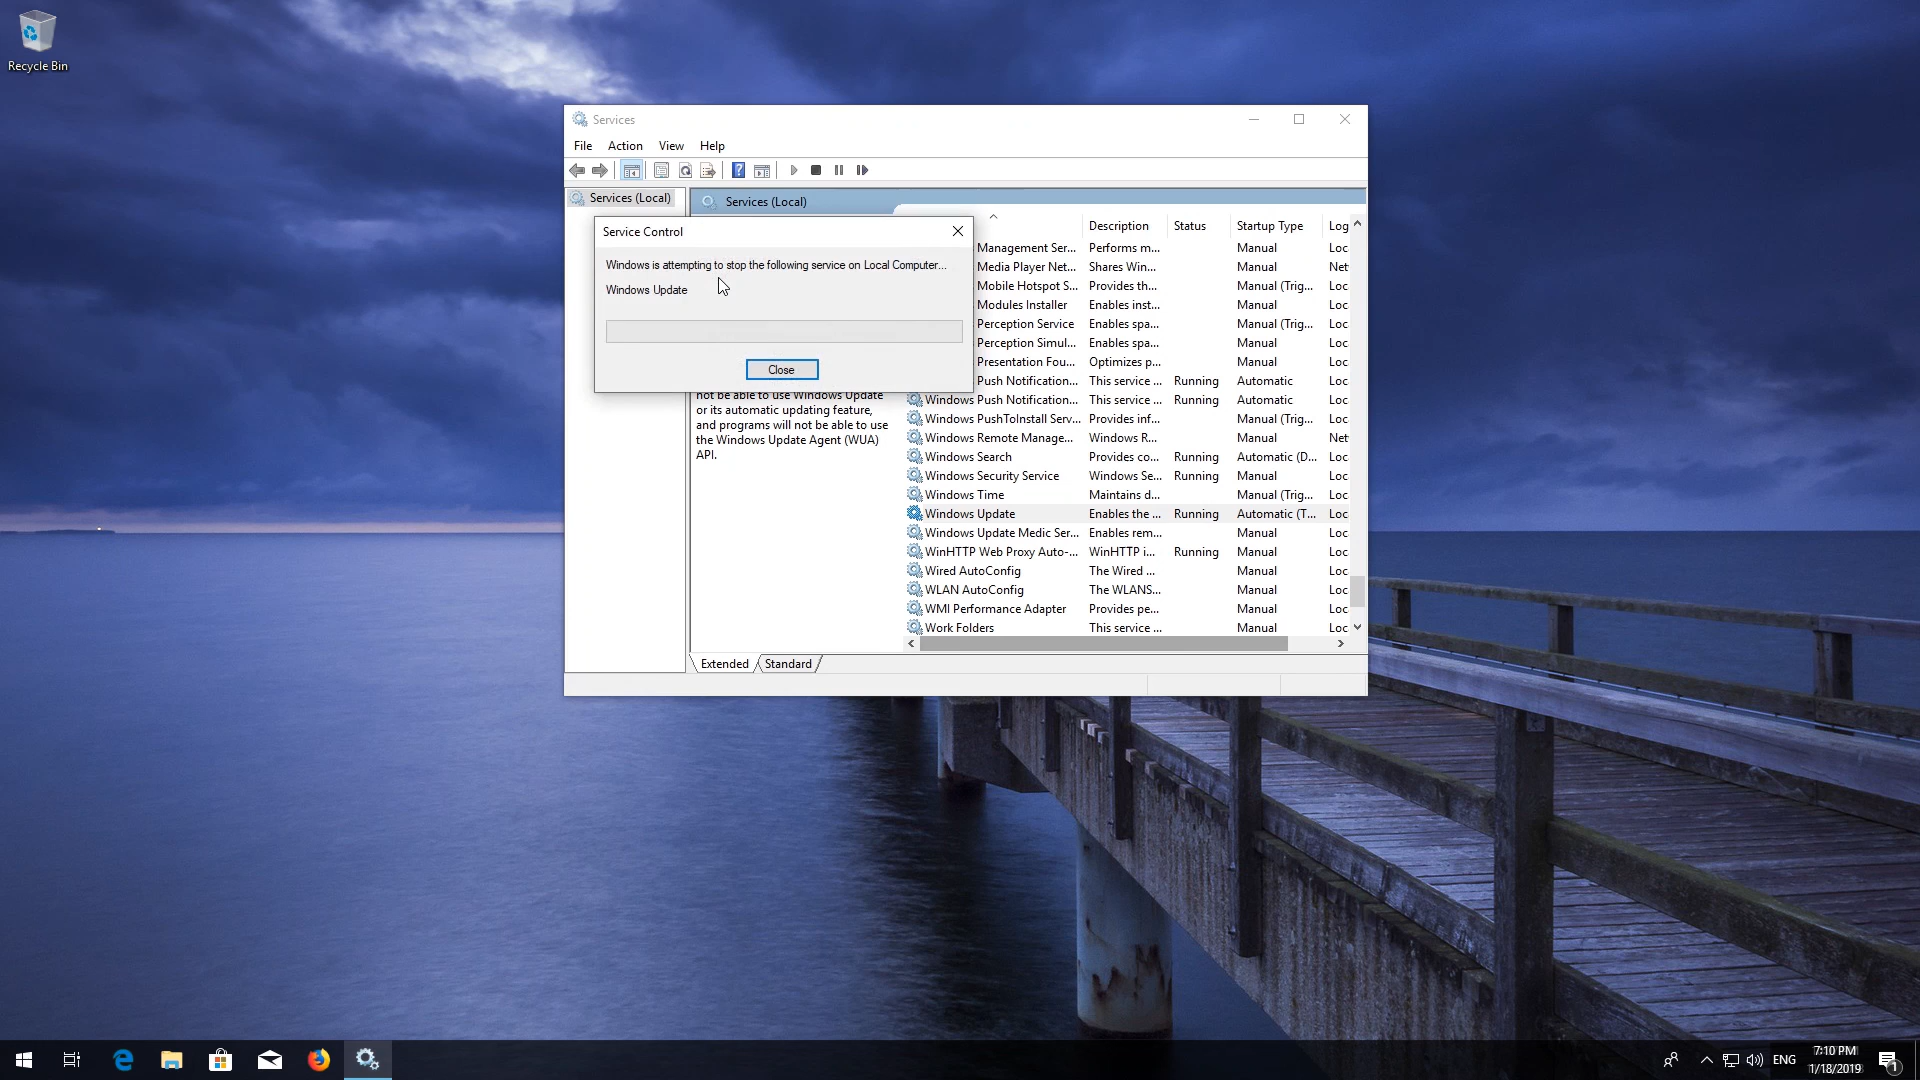 Recycle Bin
Services
File Action View Help
Services (Local)
Services (Local)
Service Control
Windows is attempting to stop the following service on Local Computer...
Windows Update
Close
not be able to use Windows Update
or its automatic updating feature,
and programs will not be able to use
the Windows Update Agent (WUA)
API.
Description Status Startup Type Log
Management Ser... Performs m... Manual Loc
Media Player Net... Shares Win... Manual Net
Mobile Hotspot S... Provides th... Manual (Trig... Loc
Modules Installer Enables inst... Manual Loc
Perception Service Enables spa... Manual (Trig... Loc
Perception Simul... Enables spa... Manual Loc
Presentation Fou... Optimizes p... Manual Loc
Push Notification... This service ... Running Automatic Loc
Windows Push Notification... This service ... Running Automatic Loc
Windows PushToInstall Serv... Provides inf... Manual (Trig... Loc
Windows Remote Manage... Windows R... Manual Net
Windows Search Provides co... Running Automatic (D... Loc
Windows Security Service Windows Se... Running Manual Loc
Windows Time Maintains d... Manual (Trig... Loc
Windows Update Enables the ... Running Automatic (T... Loc
Windows Update Medic Ser... Enables rem... Manual Loc
WinHTTP Web Proxy Auto-... WinHTTP i... Running Manual Loc
Wired AutoConfig The Wired ... Manual Loc
WLAN AutoConfig The WLANS... Manual Loc
WMI Performance Adapter Provides pe... Manual Loc
Work Folders This service ... Manual Loc
Extended Standard
ENG
7:10 PM
1/18/2019
1